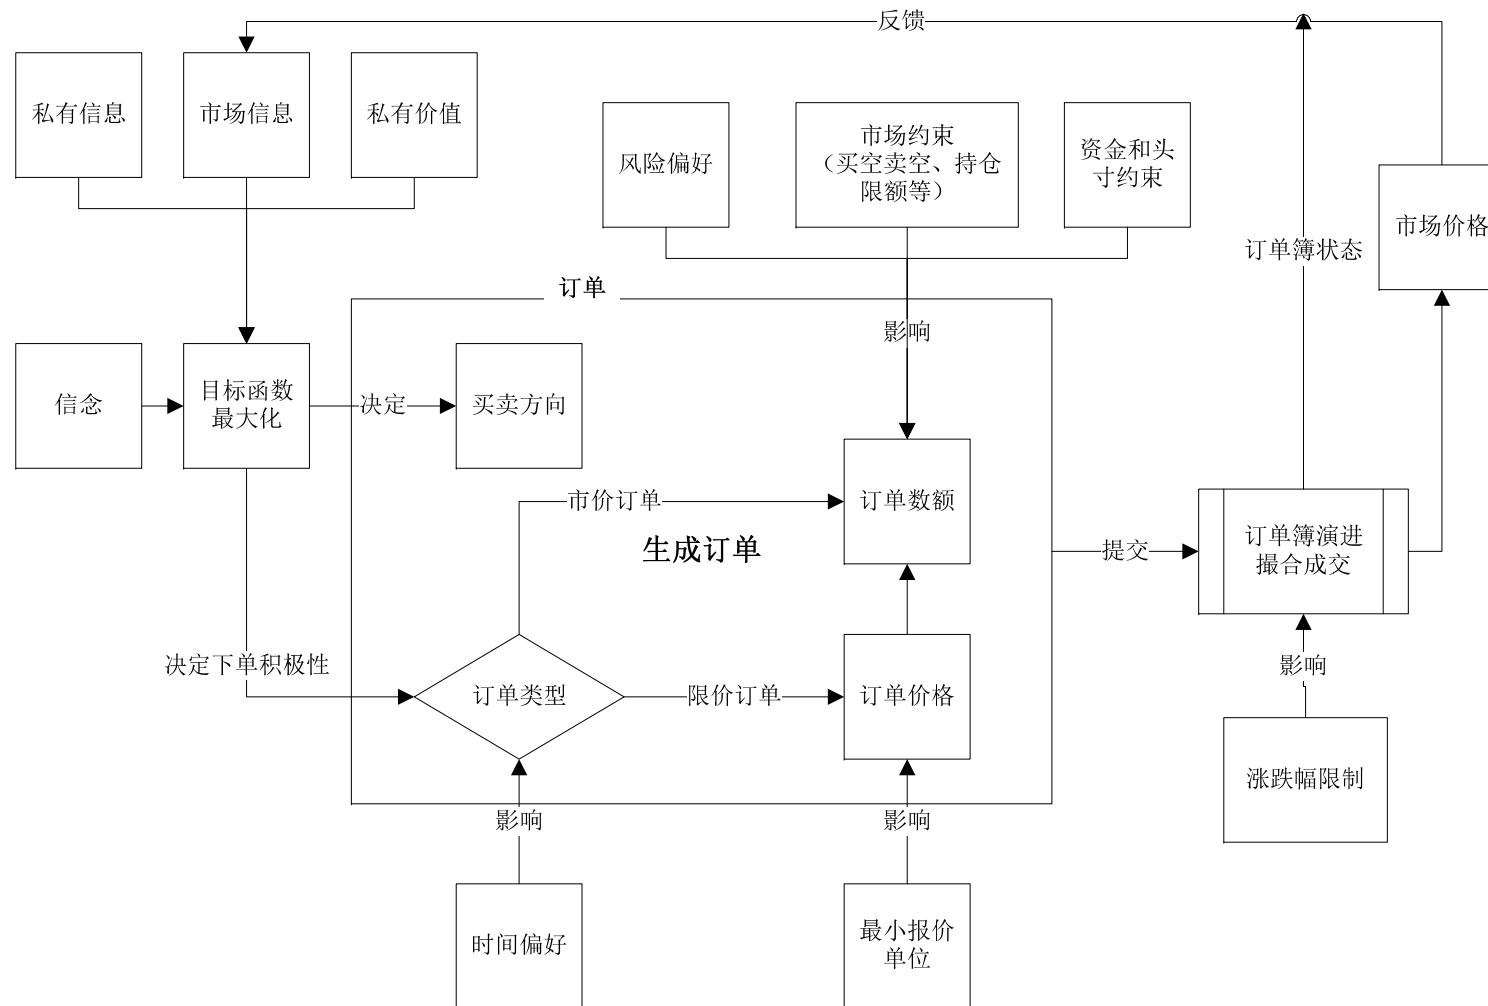 反馈
私有信息
市场信息
私有价值
风险偏好
市场约束
（买空卖空、持仓
限额等）
资金和头
寸约束
市场价格
订单簿状态
订单
影响
信念
目标函数
最大化
决定
买卖方向
市价订单
订单数额
生成订单
提交
订单簿演进
撮合成交
决定下单积极性
订单类型
限价订单
订单价格
影响
涨跌幅限制
影响
影响
时间偏好
最小报价
单位